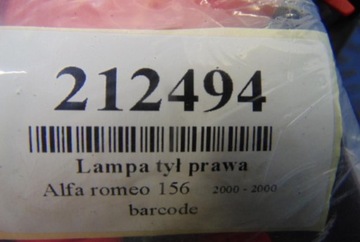 212494
Lampa tył prawa
Alfa romeo 156 2000 - 2000
barcode